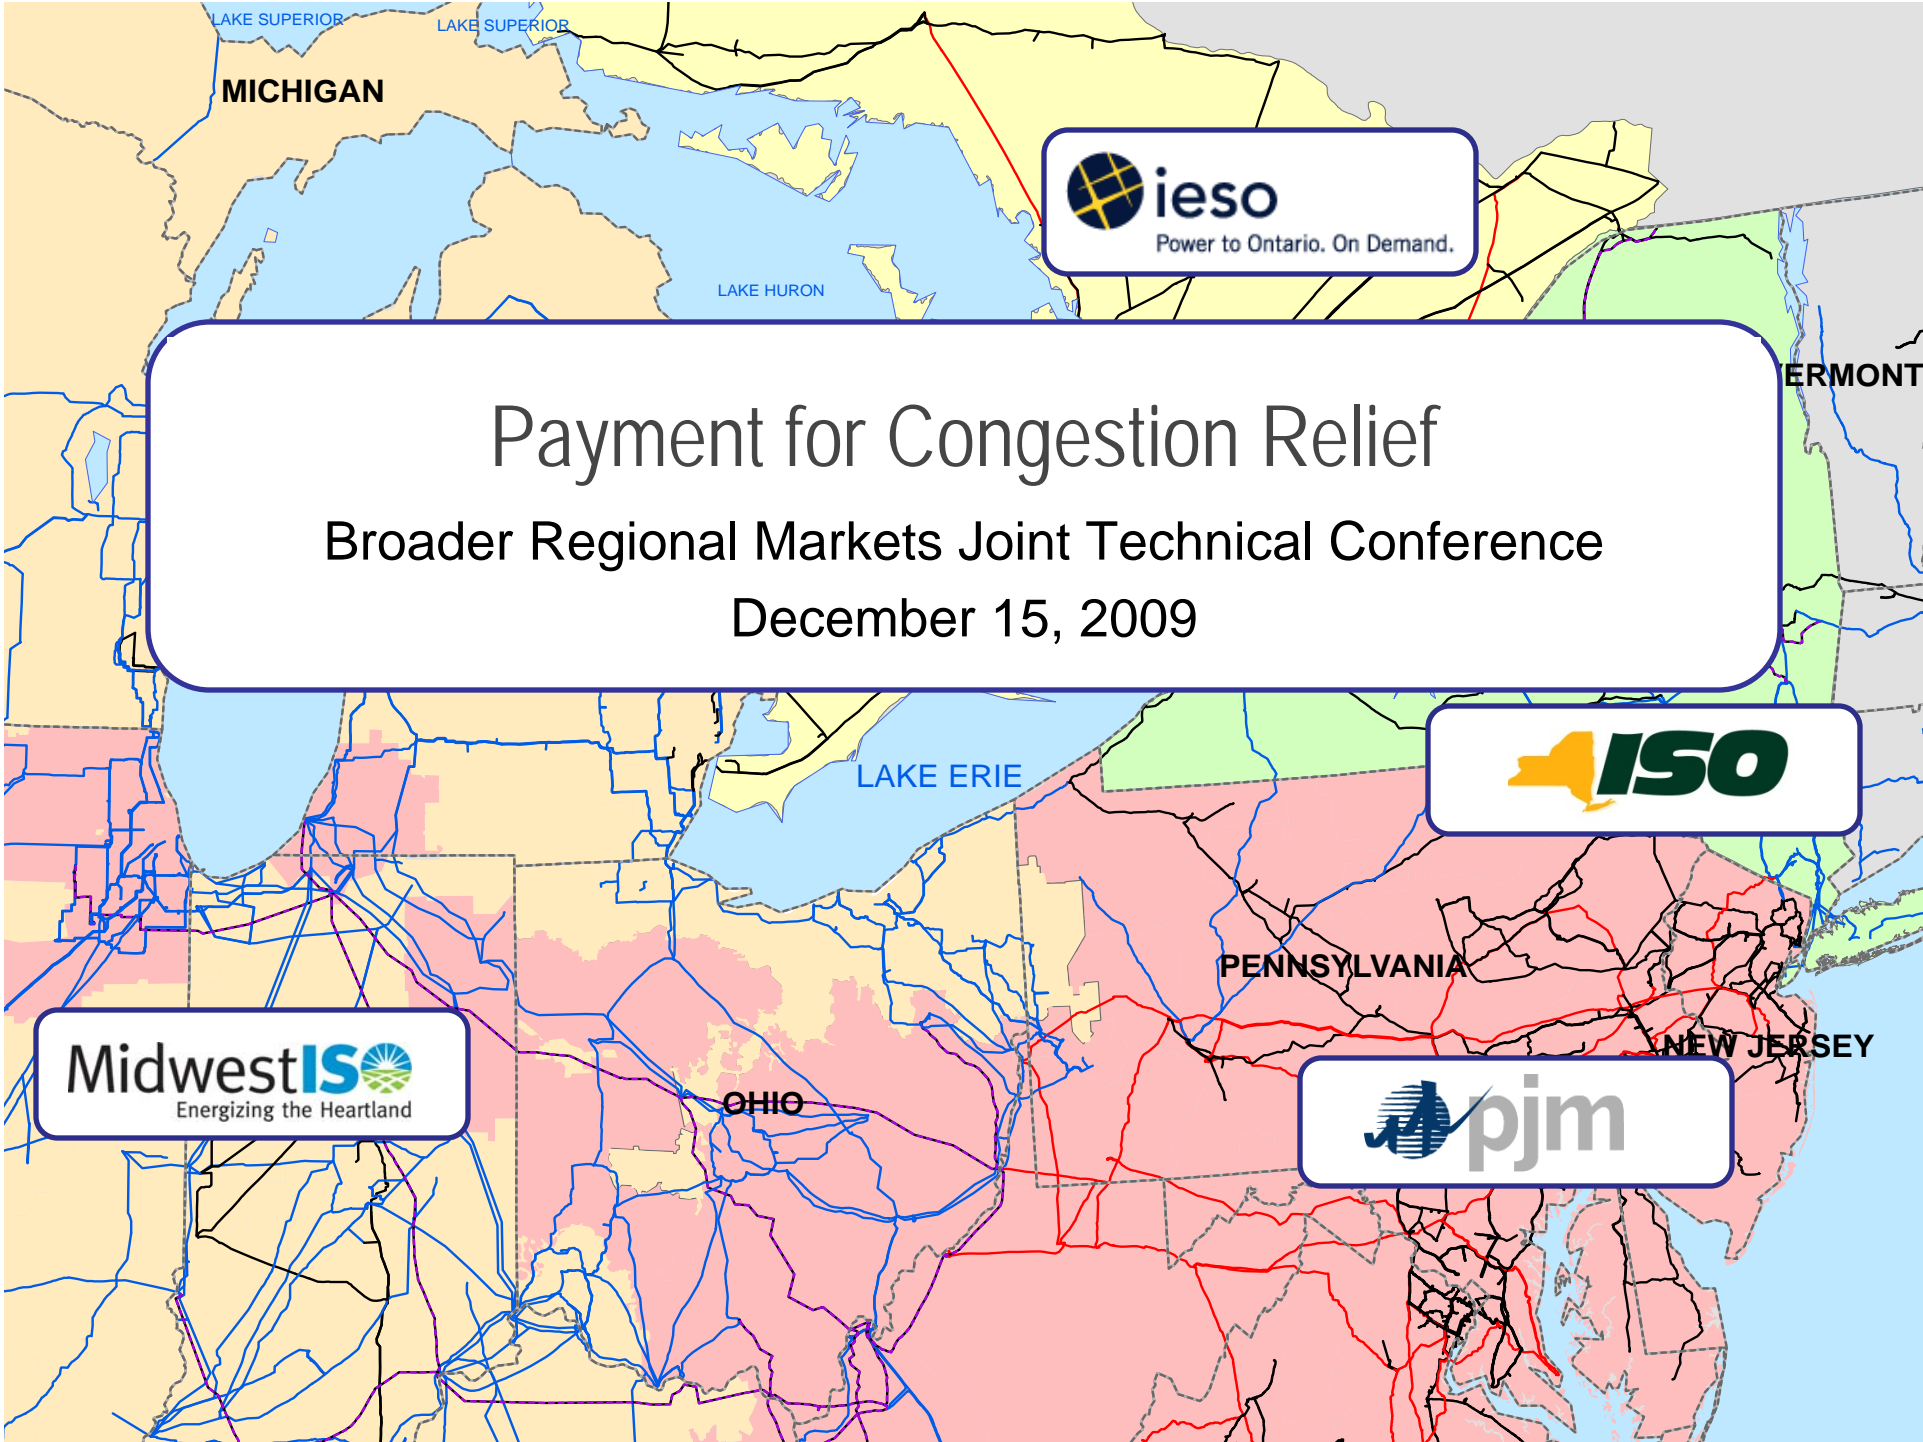 LAKE SUPERIOR
LAKE SUPERIOR
MICHIGAN
ieso
Power to Ontario. On Demand.
LAKE HURON
ERMONT
Payment for Congestion Relief
Broader Regional Markets Joint Technical Conference
December 15, 2009
ISO
LAKE ERIE
PENNSYLVANIA
MidwestISO
Energizing the Heartland
NEW JERSEY
OHIO
pjm